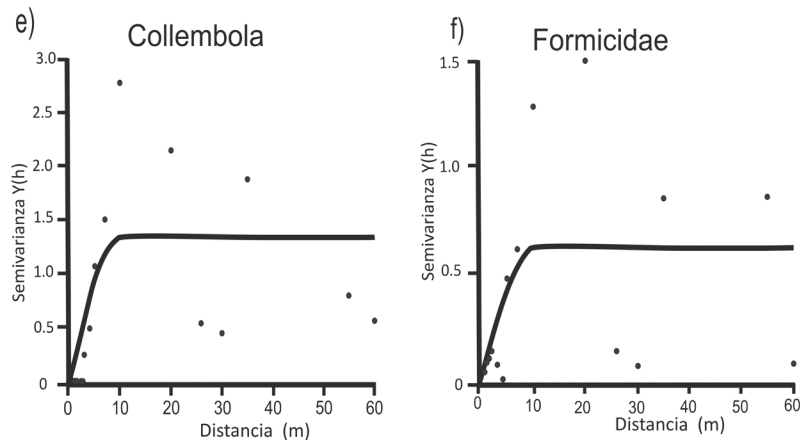 e)
Collembola
3.0
2.5
2.0
1.5
1.0
0.5
0
Semivarianza Y(h)
0 10 20 30 40 50 60
Distancia (m)
f)
Formicidae
1.5
1.0
0.5
0
Semivarianza Y(h)
0 10 20 30 40 50 60
Distancia (m)